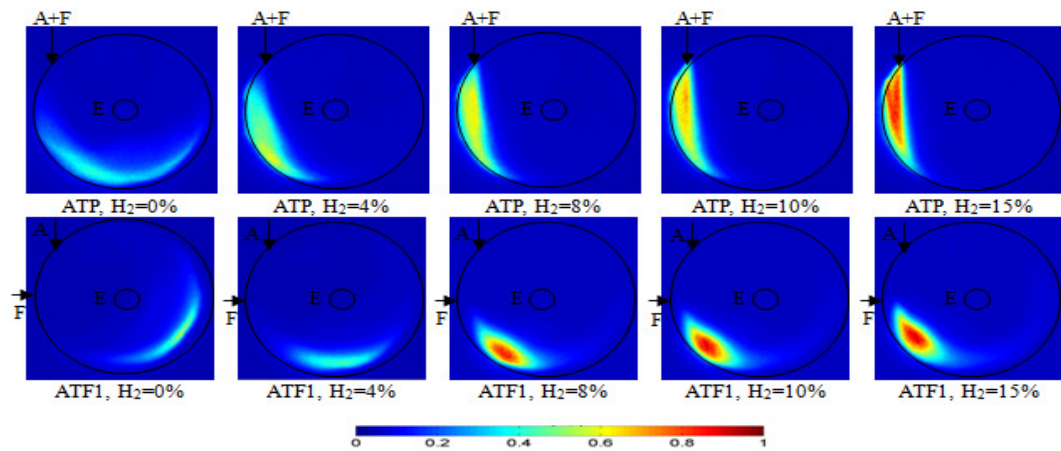 A+F A+F A+F A+F A+F
E E E E E
ATP, H₂=0% ATP, H₂=4% ATP, H₂=8% ATP, H₂=10% ATP, H₂=15%
A A A A A
E E E E E
F F F F F
ATF1, H₂=0% ATF1, H₂=4% ATF1, H₂=8% ATF1, H₂=10% ATF1, H₂=15%
0 0.2 0.4 0.6 0.8 1